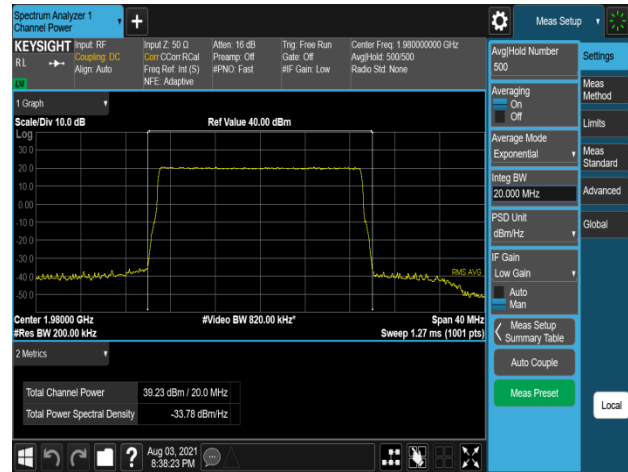 Spectrum Analyzer 1
Channel Power
Meas Setup
KEYSIGHT
RL
LXI
Input: RF
Coupling: DC
Align: Auto
Input Z: 50 Ω
Corr CCorr RCal
Freq Ref: Int (S)
NFE: Adaptive
Atten: 16 dB
Preamp: Off
#PNO: Fast
Trig: Free Run
Gate: Off
#IF Gain: Low
Center Freq: 1.980000000 GHz
Avg|Hold: 500/500
Radio Std: None
1 Graph
Scale/Div 10.0 dB
Ref Value 40.00 dBm
Log
30.0
20.0
10.0
0.00
-10.0
-20.0
-30.0
-40.0
-50.0
RMS AVG
Center 1.98000 GHz
#Video BW 820.00 kHz*
Span 40 MHz
#Res BW 200.00 kHz
Sweep 1.27 ms (1001 pts)
2 Metrics
Total Channel Power 39.23 dBm / 20.0 MHz
Total Power Spectral Density -33.78 dBm/Hz
Avg|Hold Number
500
Averaging
On
Off
Average Mode
Exponential
Integ BW
20.000 MHz
PSD Unit
dBm/Hz
IF Gain
Low Gain
Auto
Man
Meas Setup
Summary Table
Auto Couple
Meas Preset
Settings
Meas
Method
Limits
Meas
Standard
Advanced
Global
Local
?
Aug 03, 2021
8:38:23 PM